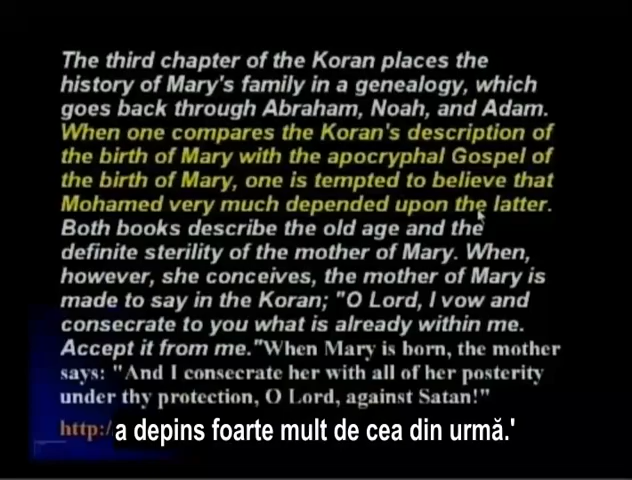 The third chapter of the Koran places the
history of Mary's family in a genealogy, which
goes back through Abraham, Noah, and Adam.
When one compares the Koran's description of
the birth of Mary with the apocryphal Gospel of
the birth of Mary, one is tempted to believe that
Mohamed very much depended upon the latter.
Both books describe the old age and the
definite sterility of the mother of Mary. When,
however, she conceives, the mother of Mary is
made to say in the Koran; "O Lord, I vow and
consecrate to you what is already within me.
Accept it from me."When Mary is born, the mother
says: "And I consecrate her with all of her posterity
under thy protection, O Lord, against Satan!"
http:/
a depins foarte mult de cea din urmă.'